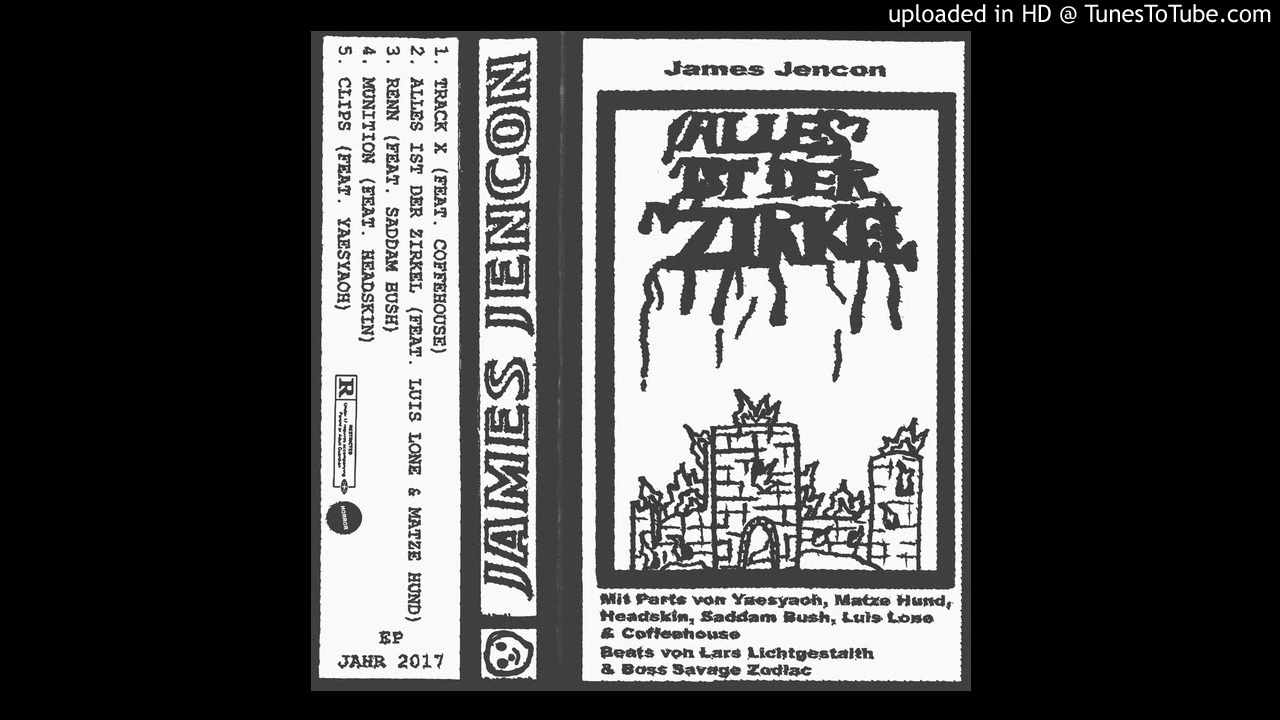 uploaded in HD @ TunesToTube.com
1. TRACK X (FEAT. COFFEHOUSE)
2. ALLES IST DER ZIRKEL (FEAT. LUIS LONE & MATZE HUND)
3. RENN (FEAT. SADDAM BUSH)
4. MUNITION (FEAT. HEADSKIN)
5. CLIPS (FEAT. YAESYAOH)
R
RESTRICTED
HORROR
EP
JAHR 2017
JAMES JENCON
James Jencon
ALLES
IST DER
ZIRKEL
Mit Parts von Yaesyaoh, Matze Hund,
Headskin, Saddam Bush, Luis Lone
& Coffeehouse
Beats von Lars Lichtgestalth
& Boss Savage Zodiac